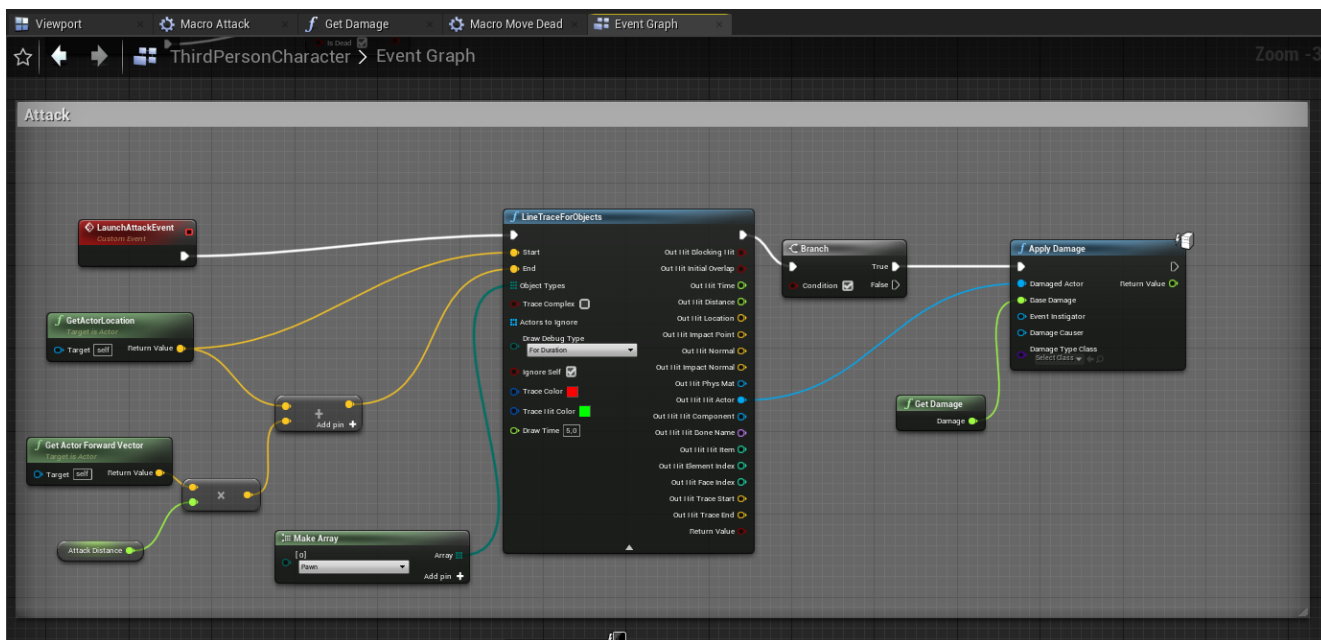 Viewport
Macro Attack
Get Damage
Macro Move Dead
Event Graph
Is Dead
ThirdPersonCharacter > Event Graph
Zoom -3
Attack
LaunchAttackEvent
Custom Event
GetActorLocation
Target is Actor
Target self Return Value
+
Add pin +
Get Actor Forward Vector
Target is Actor
Target self Return Value
×
Attack Distance
Make Array
[0] Array
Pawn
Add pin +
LineTraceForObjects
Start
End
Object Types
Trace Complex
Actors to Ignore
Draw Debug Type
For Duration
Ignore Self
Trace Color
Trace Hit Color
Draw Time 5,0
Out Hit Blocking Hit
Out Hit Initial Overlap
Out Hit Time
Out Hit Distance
Out Hit Location
Out Hit Impact Point
Out Hit Normal
Out Hit Impact Normal
Out Hit Phys Mat
Out Hit Hit Actor
Out Hit Hit Component
Out Hit Hit Bone Name
Out Hit Hit Item
Out Hit Element Index
Out Hit Face Index
Out Hit Trace Start
Out Hit Trace End
Return Value
Branch
True
Condition False
Get Damage
Damage
Apply Damage
Damaged Actor Return Value
Base Damage
Event Instigator
Damage Causer
Damage Type Class
Select Class